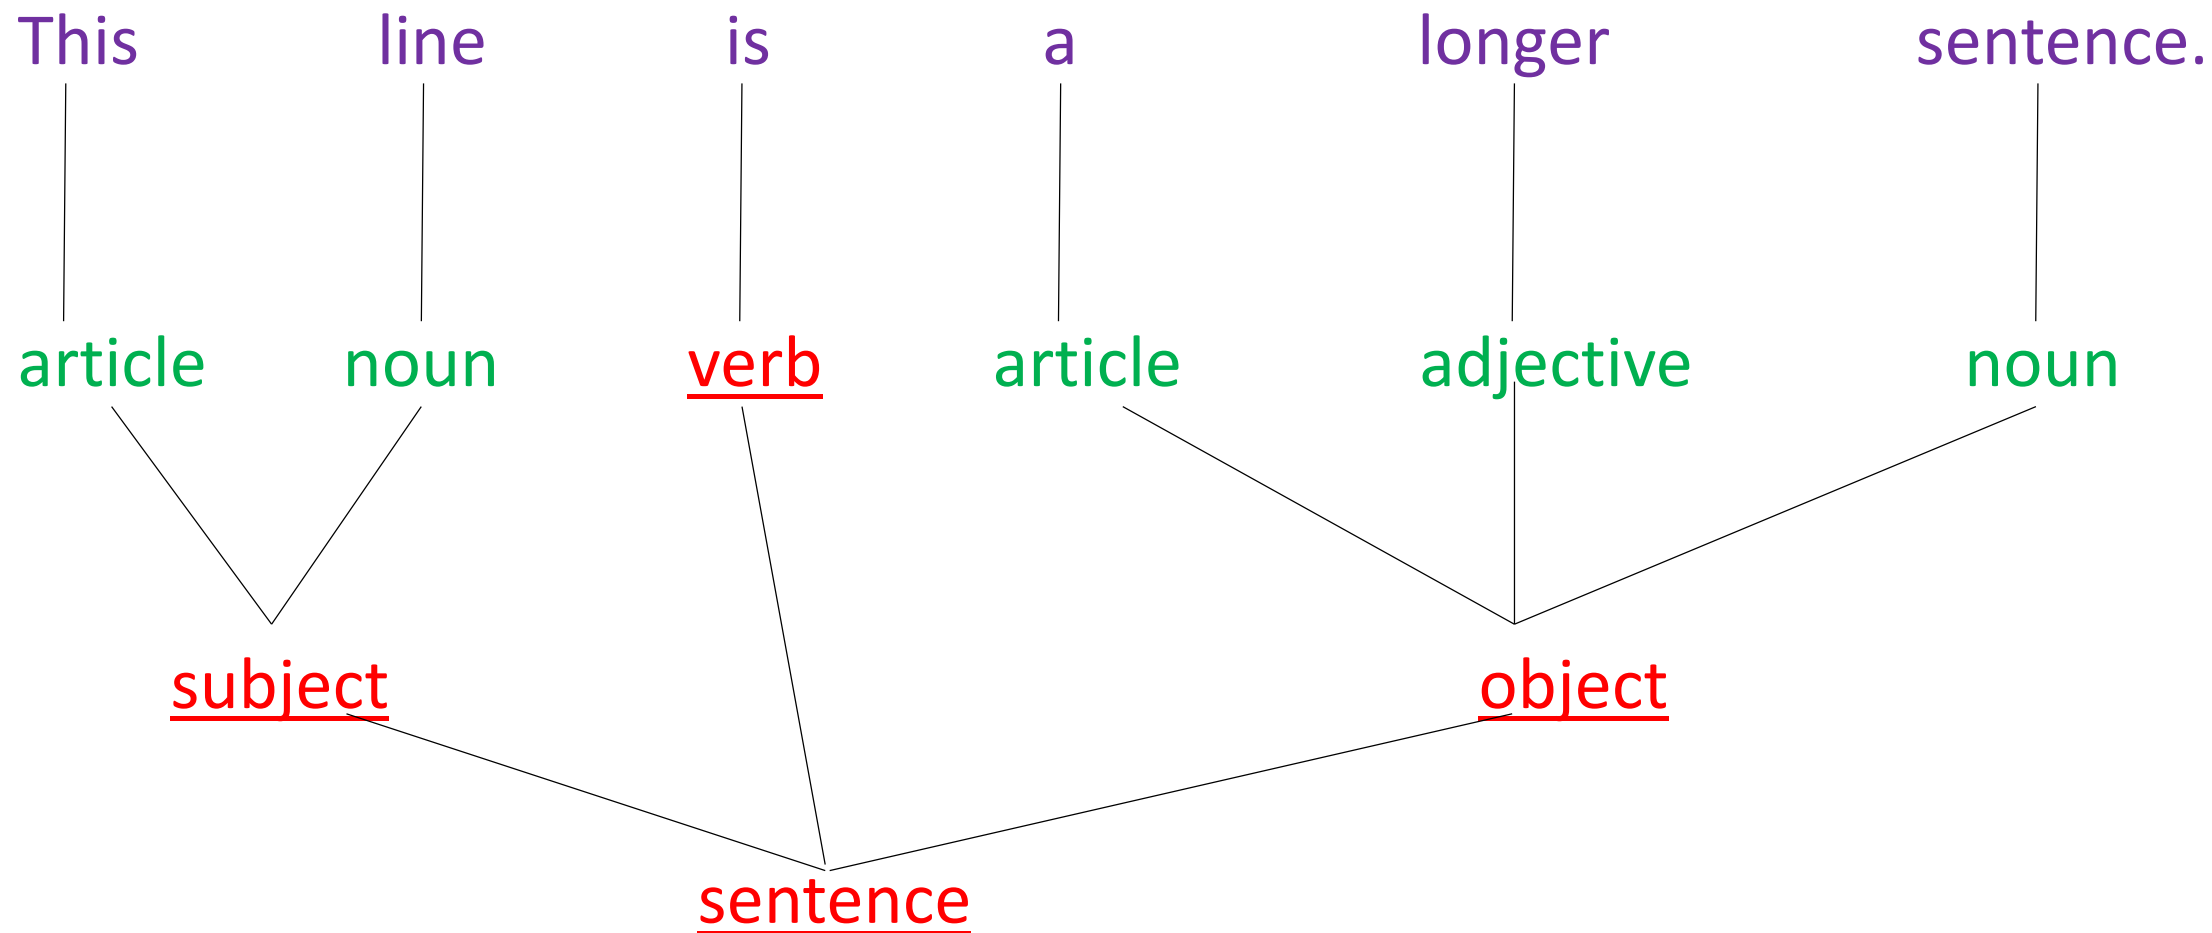 This line is a longer sentence.
article noun verb article adjective noun
subject object
sentence